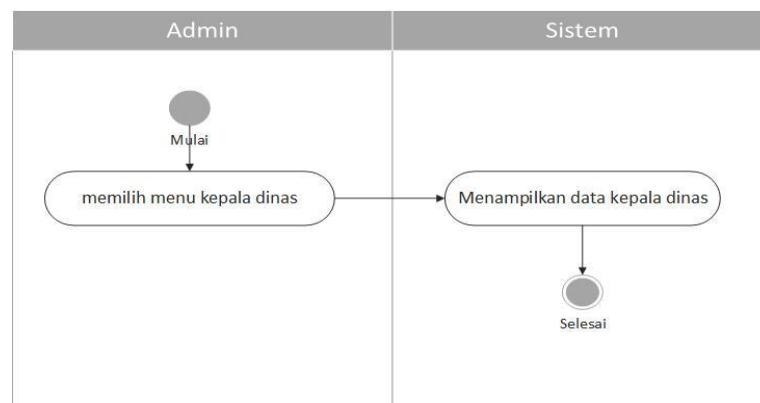 Admin
Sistem
Mulai
memilih menu kepala dinas
Menampilkan data kepala dinas
Selesai